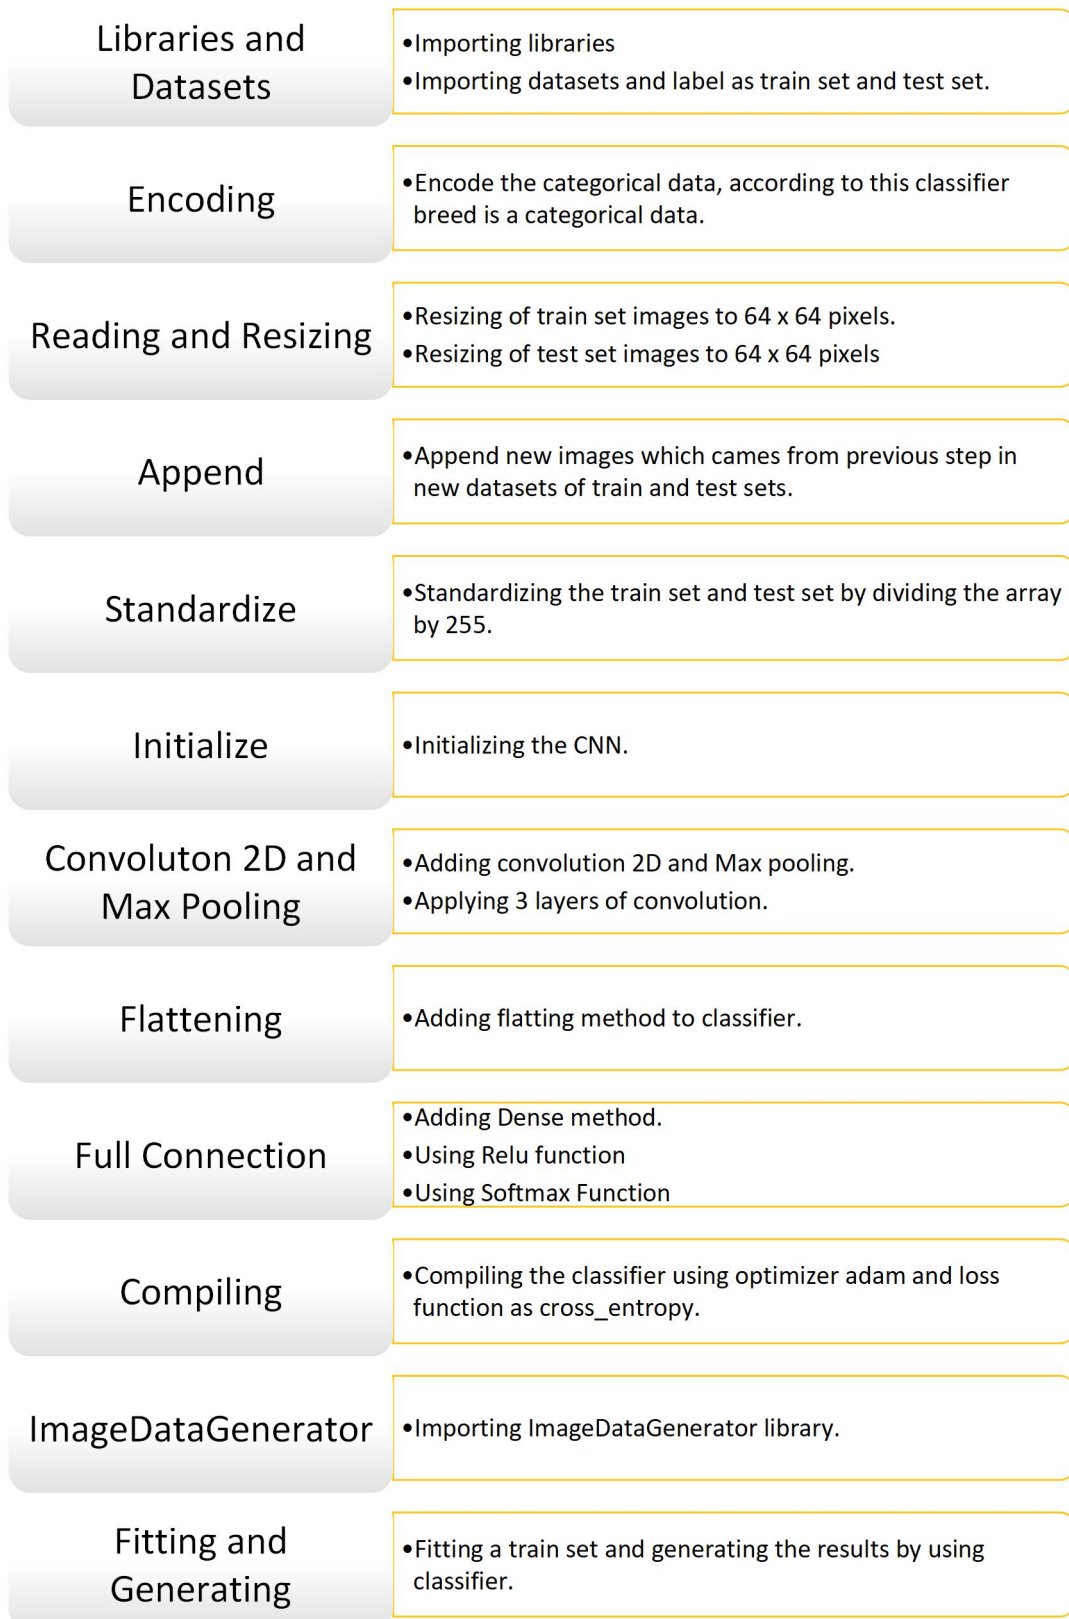 Libraries and
Datasets
•Importing libraries
•Importing datasets and label as train set and test set.
Encoding
•Encode the categorical data, according to this classifier
breed is a categorical data.
Reading and Resizing
•Resizing of train set images to 64 x 64 pixels.
•Resizing of test set images to 64 x 64 pixels
Append
•Append new images which cames from previous step in
new datasets of train and test sets.
Standardize
•Standardizing the train set and test set by dividing the array
by 255.
Initialize
•Initializing the CNN.
Convoluton 2D and
Max Pooling
•Adding convolution 2D and Max pooling.
•Applying 3 layers of convolution.
Flattening
•Adding flatting method to classifier.
Full Connection
•Adding Dense method.
•Using Relu function
•Using Softmax Function
Compiling
•Compiling the classifier using optimizer adam and loss
function as cross_entropy.
ImageDataGenerator
•Importing ImageDataGenerator library.
Fitting and
Generating
•Fitting a train set and generating the results by using
classifier.